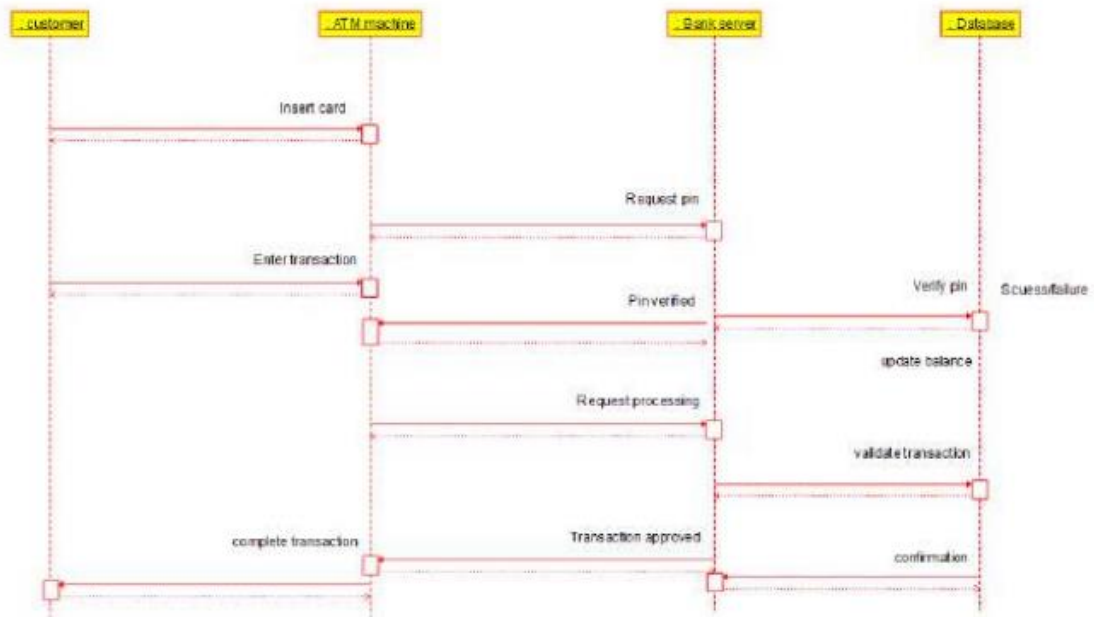 : customer
: ATM machine
: Bank server
: Database
Insert card
Request pin
Enter transaction
Verify pin
Scuess/failure
Pin verified
update balance
Request processing
validate transaction
Transaction approved
complete transaction
confirmation